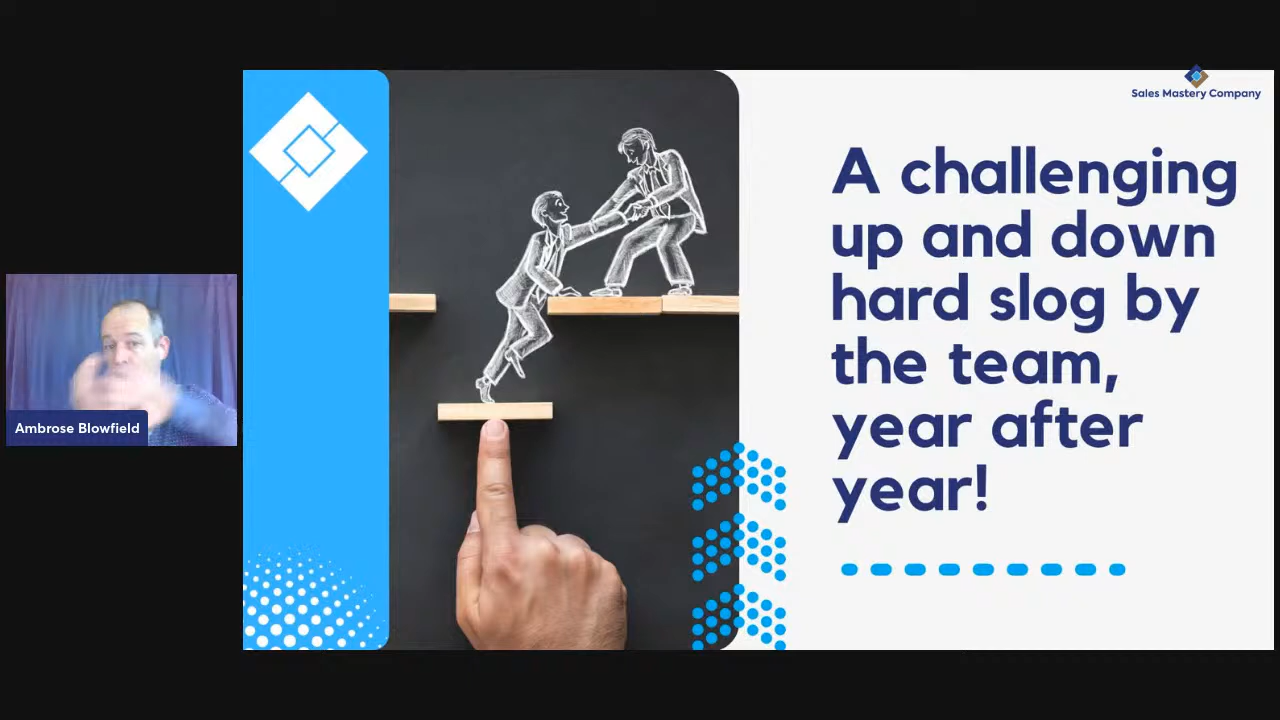 Sales Mastery Company
A challenging
up and down
hard slog by
the team,
year after
year!
Ambrose Blowfield